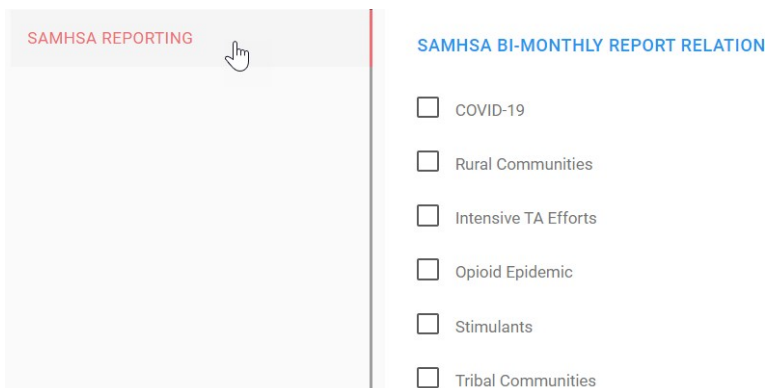 SAMHSA REPORTING
SAMHSA BI-MONTHLY REPORT RELATION
COVID-19
Rural Communities
Intensive TA Efforts
Opioid Epidemic
Stimulants
Tribal Communities